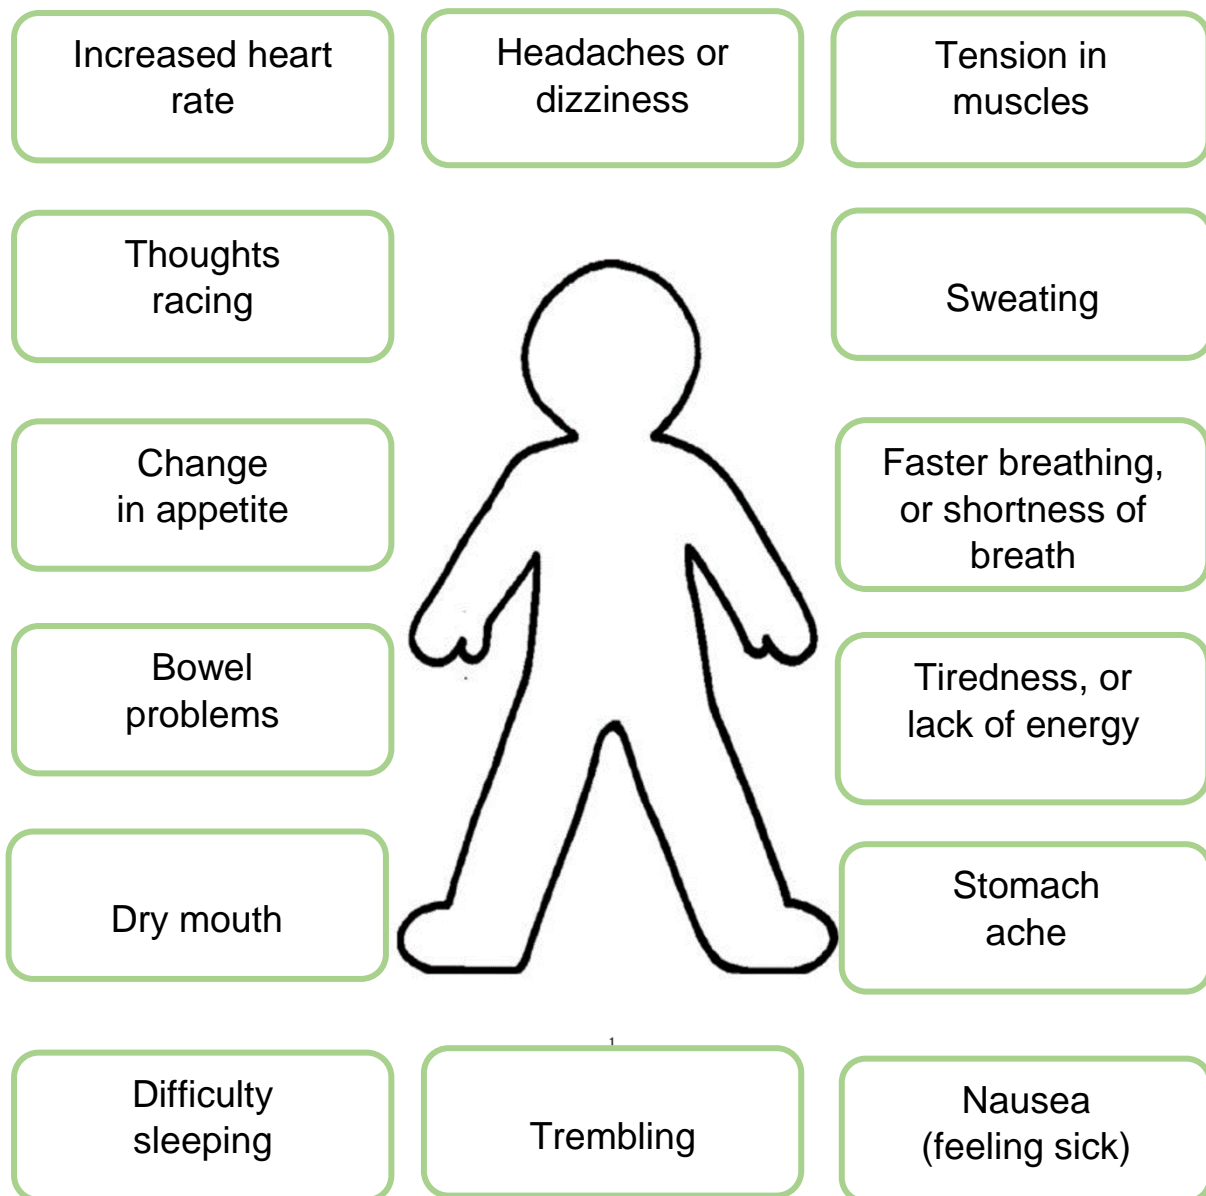 Increased heart
rate
Headaches or
dizziness
Tension in
muscles
Thoughts
racing
Sweating
Change
in appetite
Faster breathing,
or shortness of
breath
Bowel
problems
Tiredness, or
lack of energy
Dry mouth
Stomach
ache
1
Difficulty
sleeping
Trembling
Nausea
(feeling sick)